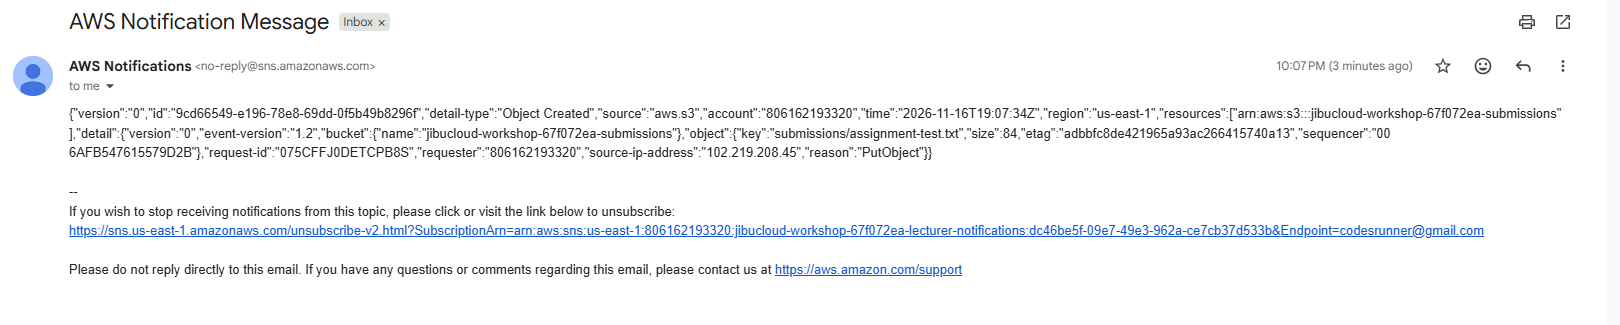 AWS Notification Message Inbox ×
AWS Notifications <no-reply@sns.amazonaws.com> 10:07 PM (3 minutes ago)
to me
{"version":"0","id":"9cd66549-e196-78e8-69dd-0f5b49b8296f","detail-type":"Object Created","source":"aws.s3","account":"806162193320","time":"2026-11-16T19:07:34Z","region":"us-east-1","resources":["arn:aws:s3:::jibucloud-workshop-67f072ea-submissions"
],"detail":{"version":"0","event-version":"1.2","bucket":{"name":"jibucloud-workshop-67f072ea-submissions"},"object":{"key":"submissions/assignment-test.txt","size":84,"etag":"adbbfc8de421965a93ac266415740a13","sequencer":"00
6AFB547615579D2B"},"request-id":"075CFFJ0DETCPB8S","requester":"806162193320","source-ip-address":"102.219.208.45","reason":"PutObject"}}
--
If you wish to stop receiving notifications from this topic, please click or visit the link below to unsubscribe:
https://sns.us-east-1.amazonaws.com/unsubscribe-v2.html?SubscriptionArn=arn:aws:sns:us-east-1:806162193320:jibucloud-workshop-67f072ea-lecturer-notifications:dc46be5f-09e7-49e3-962a-ce7cb37d533b&Endpoint=codesrunner@gmail.com
Please do not reply directly to this email. If you have any questions or comments regarding this email, please contact us at https://aws.amazon.com/support